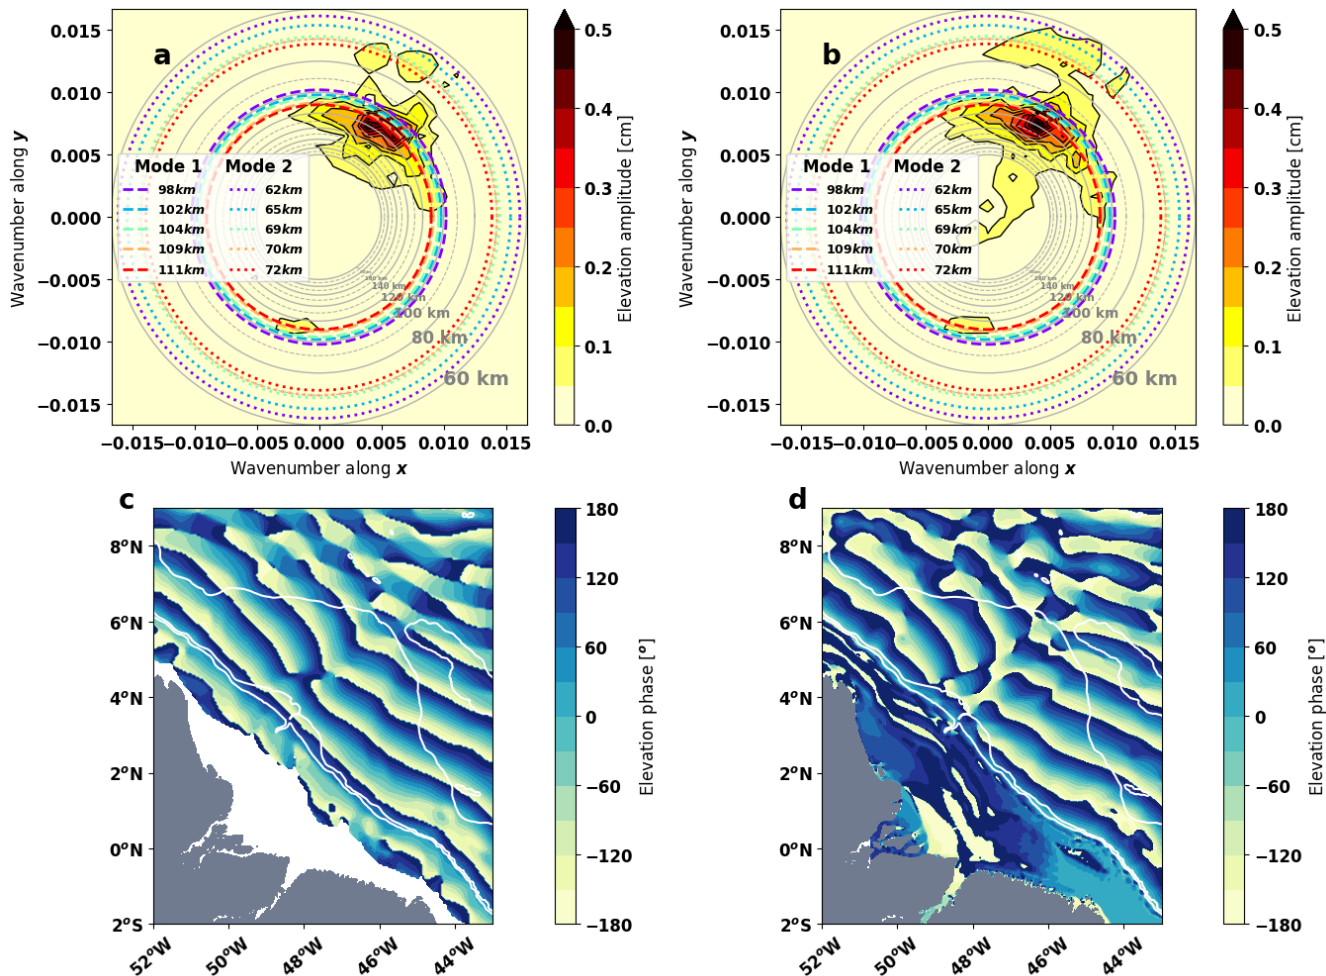 a
0.015
0.010
0.005
0.000
−0.005
−0.010
−0.015
Wavenumber along y
−0.015 −0.010 −0.005 0.000 0.005 0.010 0.015
Wavenumber along x
Mode 1 Mode 2
98km 62km
102km 65km
104km 69km
109km 70km
111km 72km
140 km
120 km
100 km
80 km
60 km
0.5
0.4
0.3
0.2
0.1
0.0
Elevation amplitude [cm]
b
0.015
0.010
0.005
0.000
−0.005
−0.010
−0.015
Wavenumber along y
−0.015 −0.010 −0.005 0.000 0.005 0.010 0.015
Wavenumber along x
Mode 1 Mode 2
98km 62km
102km 65km
104km 69km
109km 70km
111km 72km
140 km
120 km
100 km
80 km
60 km
0.5
0.4
0.3
0.2
0.1
0.0
Elevation amplitude [cm]
c
8°N
6°N
4°N
2°N
0°N
2°S
52°W 50°W 48°W 46°W 44°W
180
120
60
0
−60
−120
−180
Elevation phase [°]
d
8°N
6°N
4°N
2°N
0°N
2°S
52°W 50°W 48°W 46°W 44°W
180
120
60
0
−60
−120
−180
Elevation phase [°]